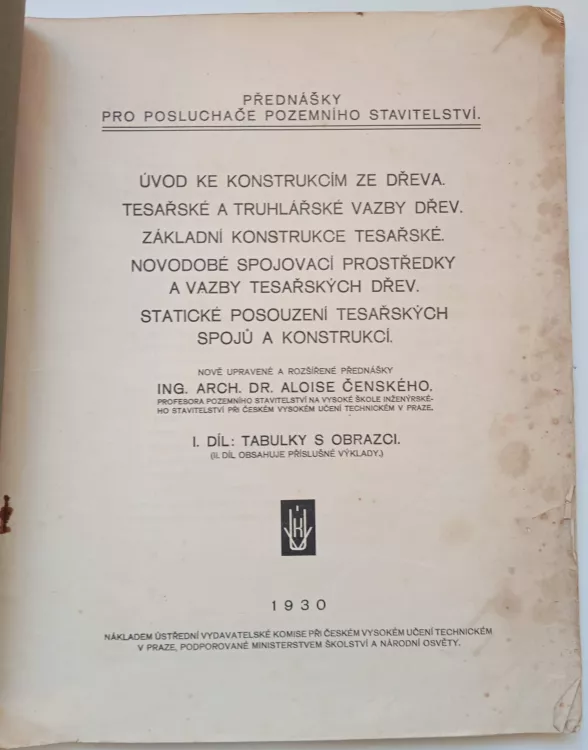 PŘEDNÁŠKY
PRO POSLUCHAČE POZEMNÍHO STAVITELSTVÍ.
ÚVOD KE KONSTRUKCÍM ZE DŘEVA.
TESAŘSKÉ A TRUHLÁŘSKÉ VAZBY DŘEV.
ZÁKLADNÍ KONSTRUKCE TESAŘSKÉ.
NOVODOBÉ SPOJOVACÍ PROSTŘEDKY
A VAZBY TESAŘSKÝCH DŘEV.
STATICKÉ POSOUZENÍ TESAŘSKÝCH
SPOJŮ A KONSTRUKCÍ.
NOVĚ UPRAVENÉ A ROZŠÍŘENÉ PŘEDNÁŠKY
ING. ARCH. DR. ALOISE ČENSKÉHO.
PROFESORA POZEMNÍHO STAVITELSTVÍ NA VYSOKÉ ŠKOLE INŽENÝRSKÉ-
HO STAVITELSTVÍ PŘI ČESKÉM VYSOKÉM UČENÍ TECHNICKÉM V PRAZE.
I. DÍL: TABULKY S OBRAZCI.
(II. DÍL OBSAHUJE PŘÍSLUŠNÉ VÝKLADY.)
1930
NÁKLADEM ÚSTŘEDNÍ VYDAVATELSKÉ KOMISE PŘI ČESKÉM VYSOKÉM UČENÍ TECHNICKÉM
V PRAZE, PODPOROVANÉ MINISTERSTVEM ŠKOLSTVÍ A NÁRODNÍ OSVĚTY.